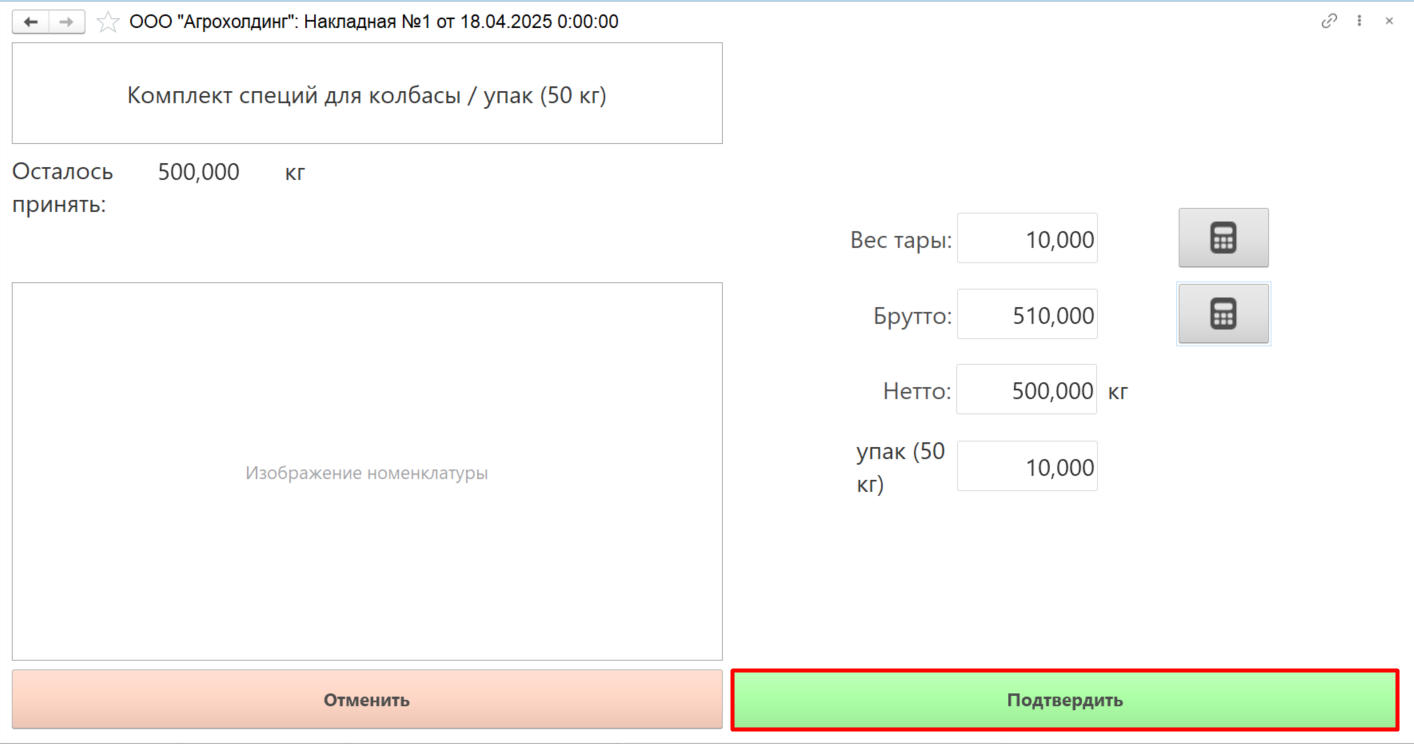 ООО "Агрохолдинг": Накладная №1 от 18.04.2025 0:00:00
Комплект специй для колбасы / упак (50 кг)
Осталось принять: 500,000 кг
Вес тары: 10,000
Брутто: 510,000
Нетто: 500,000 кг
упак (50 кг) 10,000
Изображение номенклатуры
Отменить
Подтвердить